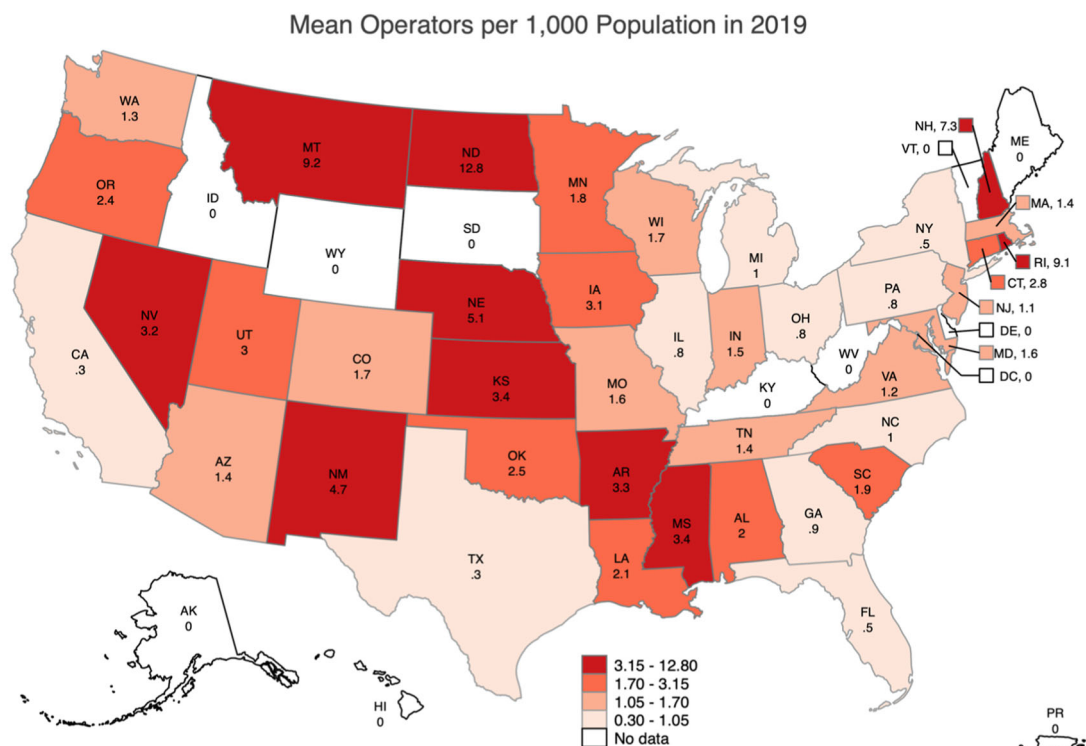 Mean Operators per 1,000 Population in 2019
WA
1.3
MT
9.2
ND
12.8
MN
1.8
NH, 7.3
VT, 0
ME
0
OR
2.4
ID
0
WY
0
SD
0
WI
1.7
MI
1
NY
.5
MA, 1.4
RI, 9.1
CT, 2.8
NJ, 1.1
DE, 0
MD, 1.6
DC, 0
NV
3.2
UT
3
CO
1.7
NE
5.1
IA
3.1
IL
.8
IN
1.5
OH
.8
PA
.8
WV
0
VA
1.2
CA
.3
KS
3.4
MO
1.6
KY
0
NC
1
TN
1.4
AZ
1.4
NM
4.7
OK
2.5
AR
3.3
SC
1.9
MS
3.4
AL
2
GA
.9
TX
.3
LA
2.1
FL
.5
AK
0
HI
0
3.15 - 12.80
1.70 - 3.15
1.05 - 1.70
0.30 - 1.05
No data
PR
0